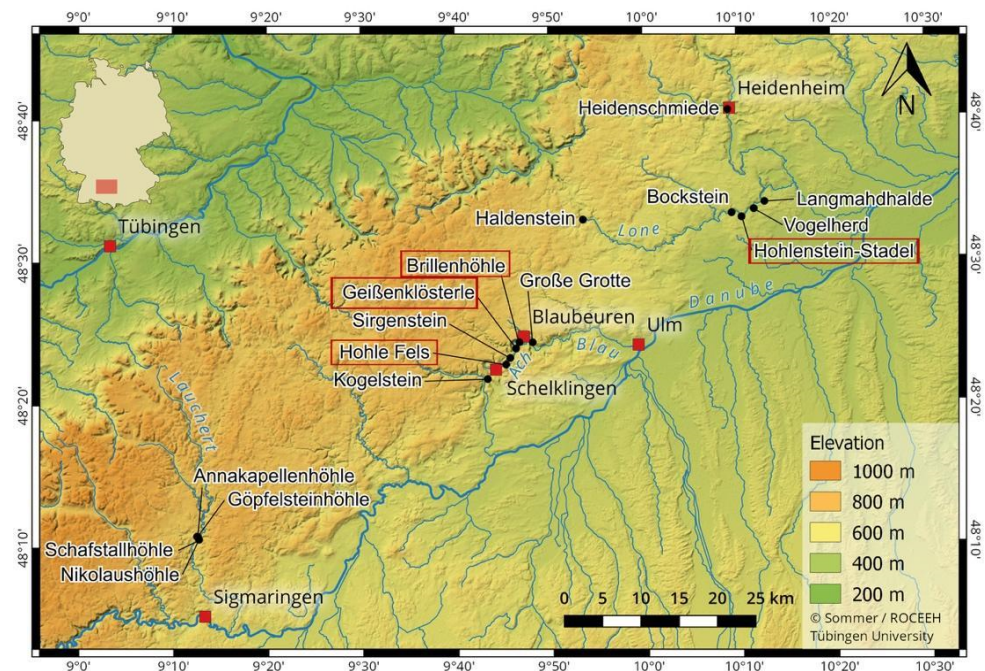 9°0' 9°10' 9°20' 9°30' 9°40' 9°50' 10°0' 10°10' 10°20' 10°30'
48°40'
48°40'
N
Heidenheim
Heidenschmiede
Tübingen
Bockstein
Langmahdhalde
Haldenstein
Lone
Vogelherd
Hohlenstein-Stadel
48°30'
48°30'
Brillenhöhle
Große Grotte
Geißenklösterle
Danube
Sirgenstein
Blaubeuren
Ulm
Hohle Fels
Ach
Blau
Kogelstein
Schelklingen
48°20'
48°20'
Lauchert
Elevation
1000 m
800 m
600 m
400 m
200 m
Annakapellenhöhle
Göpfelsteinhöhle
48°10'
48°10'
Schafstallhöhle
Nikolaushöhle
Sigmaringen
0 5 10 15 20 25 km
© Sommer / ROCEEH
Tübingen University
9°0' 9°10' 9°20' 9°30' 9°40' 9°50' 10°0' 10°10' 10°20' 10°30'